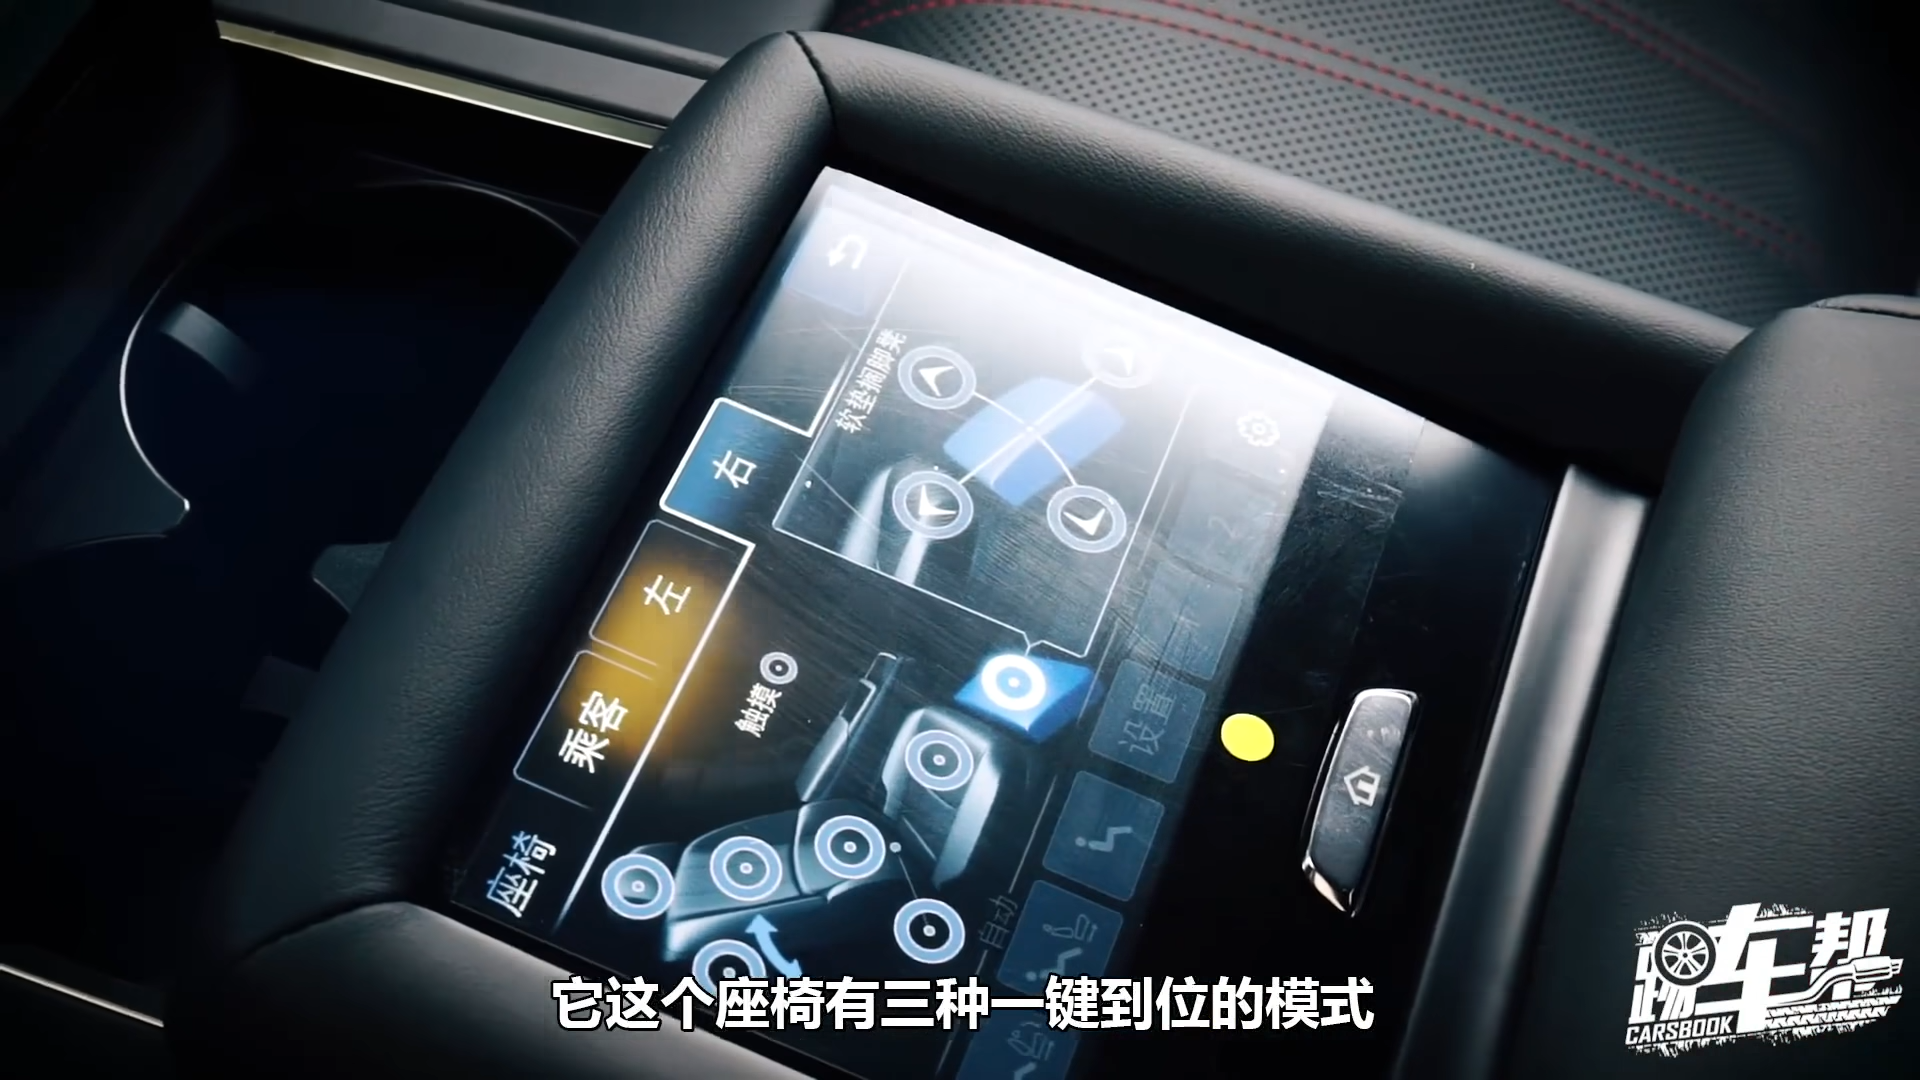 软垫搁脚凳
右
左
乘客
座椅
触摸
设置
自动
它这个座椅有三种一键到位的模式
踢车帮
CARSBOOK